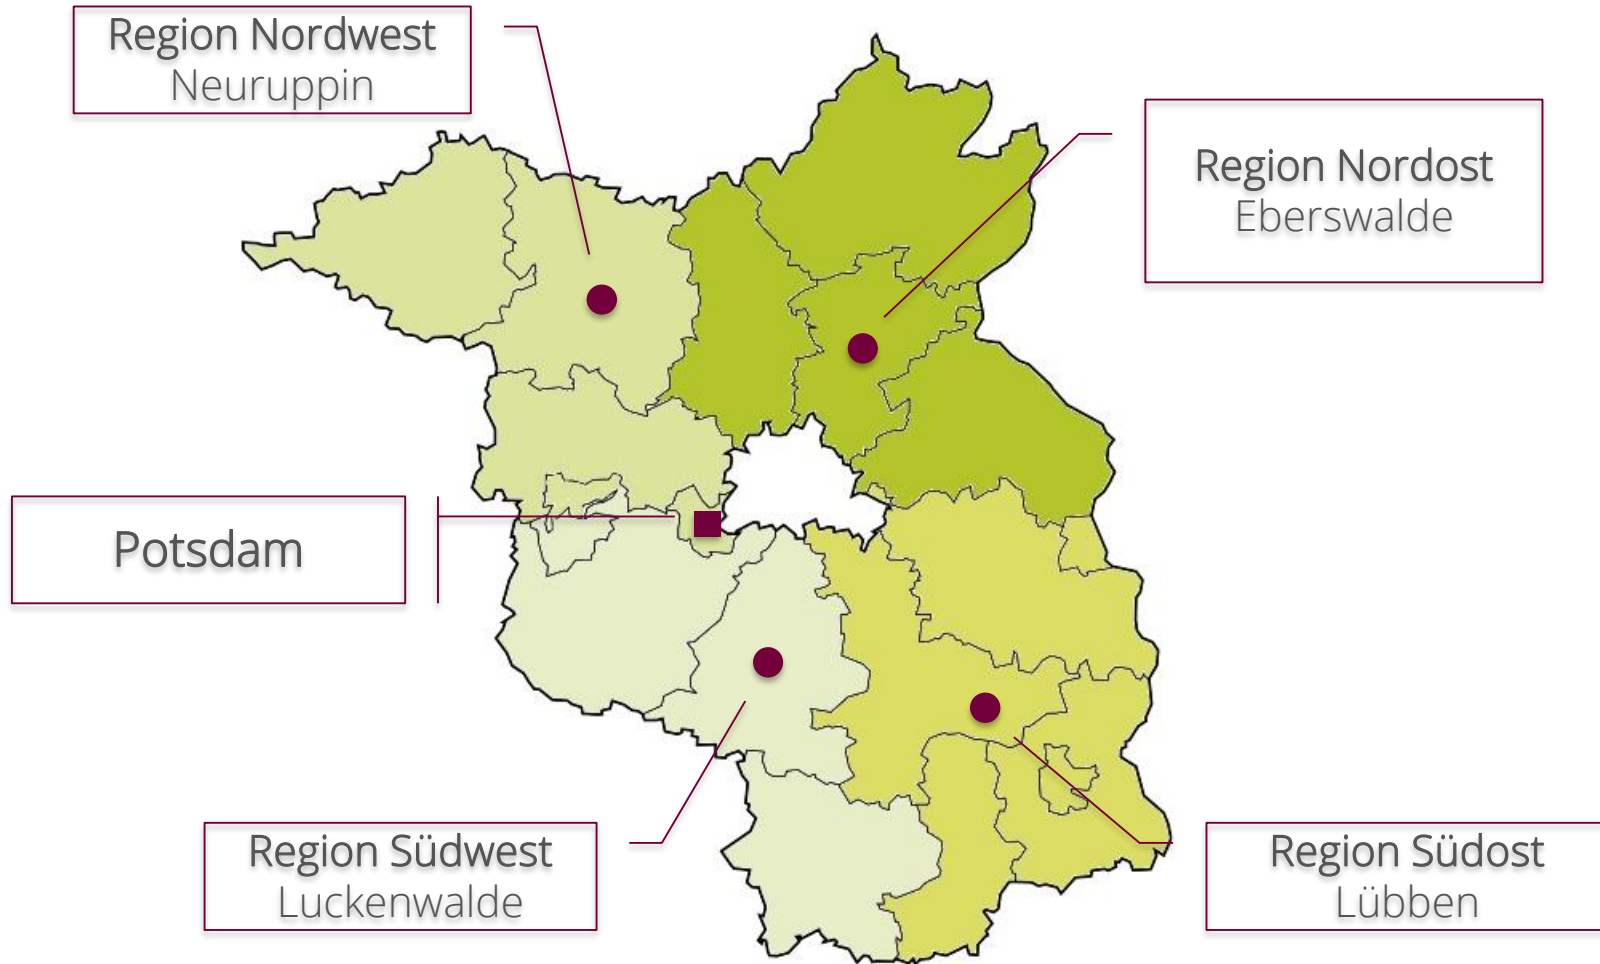 Region Nordwest
Neuruppin
Region Nordost
Eberswalde
Potsdam
Region Südwest
Luckenwalde
Region Südost
Lübben